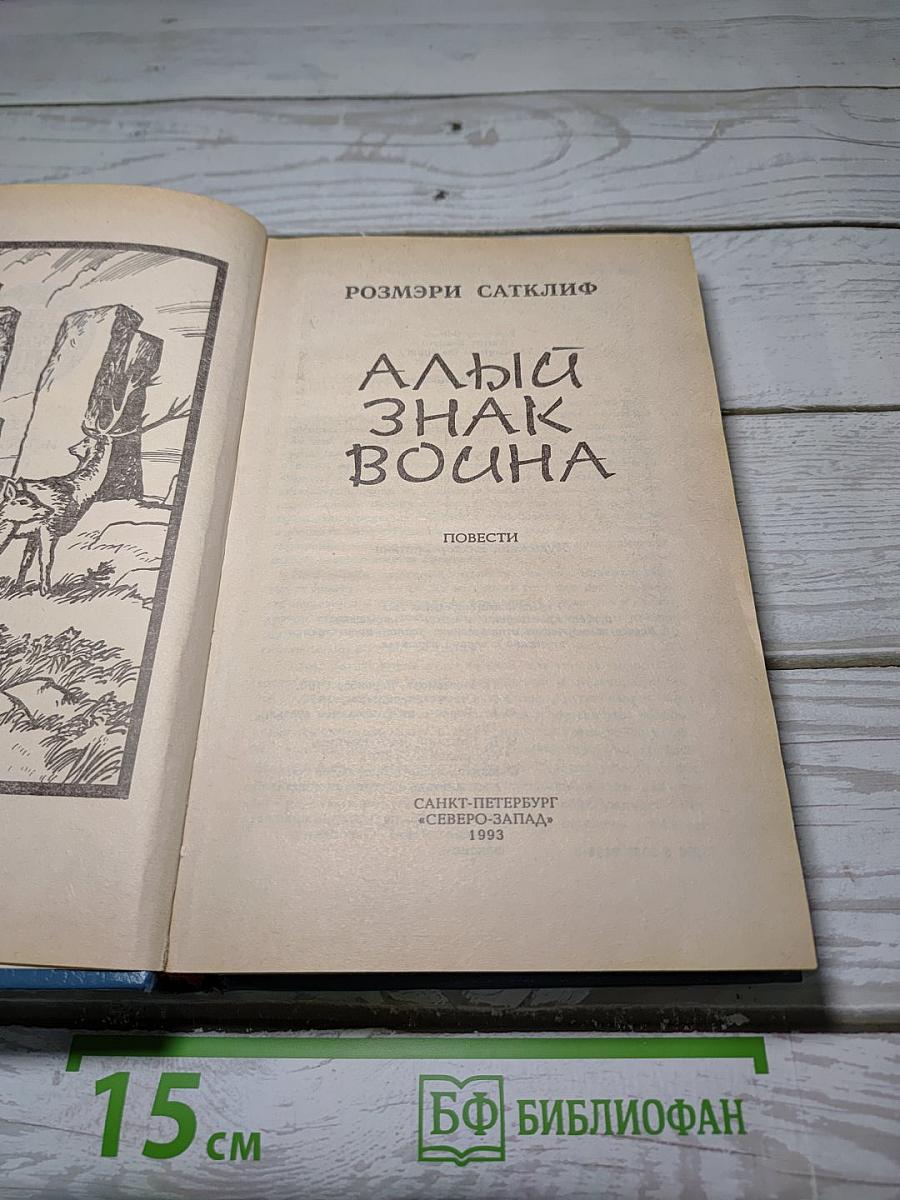 РОЗМЭРИ САТКЛИФ
АЛЫЙ
ЗНАК
ВОИНА
ПОВЕСТИ
САНКТ-ПЕТЕРБУРГ
«СЕВЕРО-ЗАПАД»
1993
15 см
БФ БИБЛИОФАН